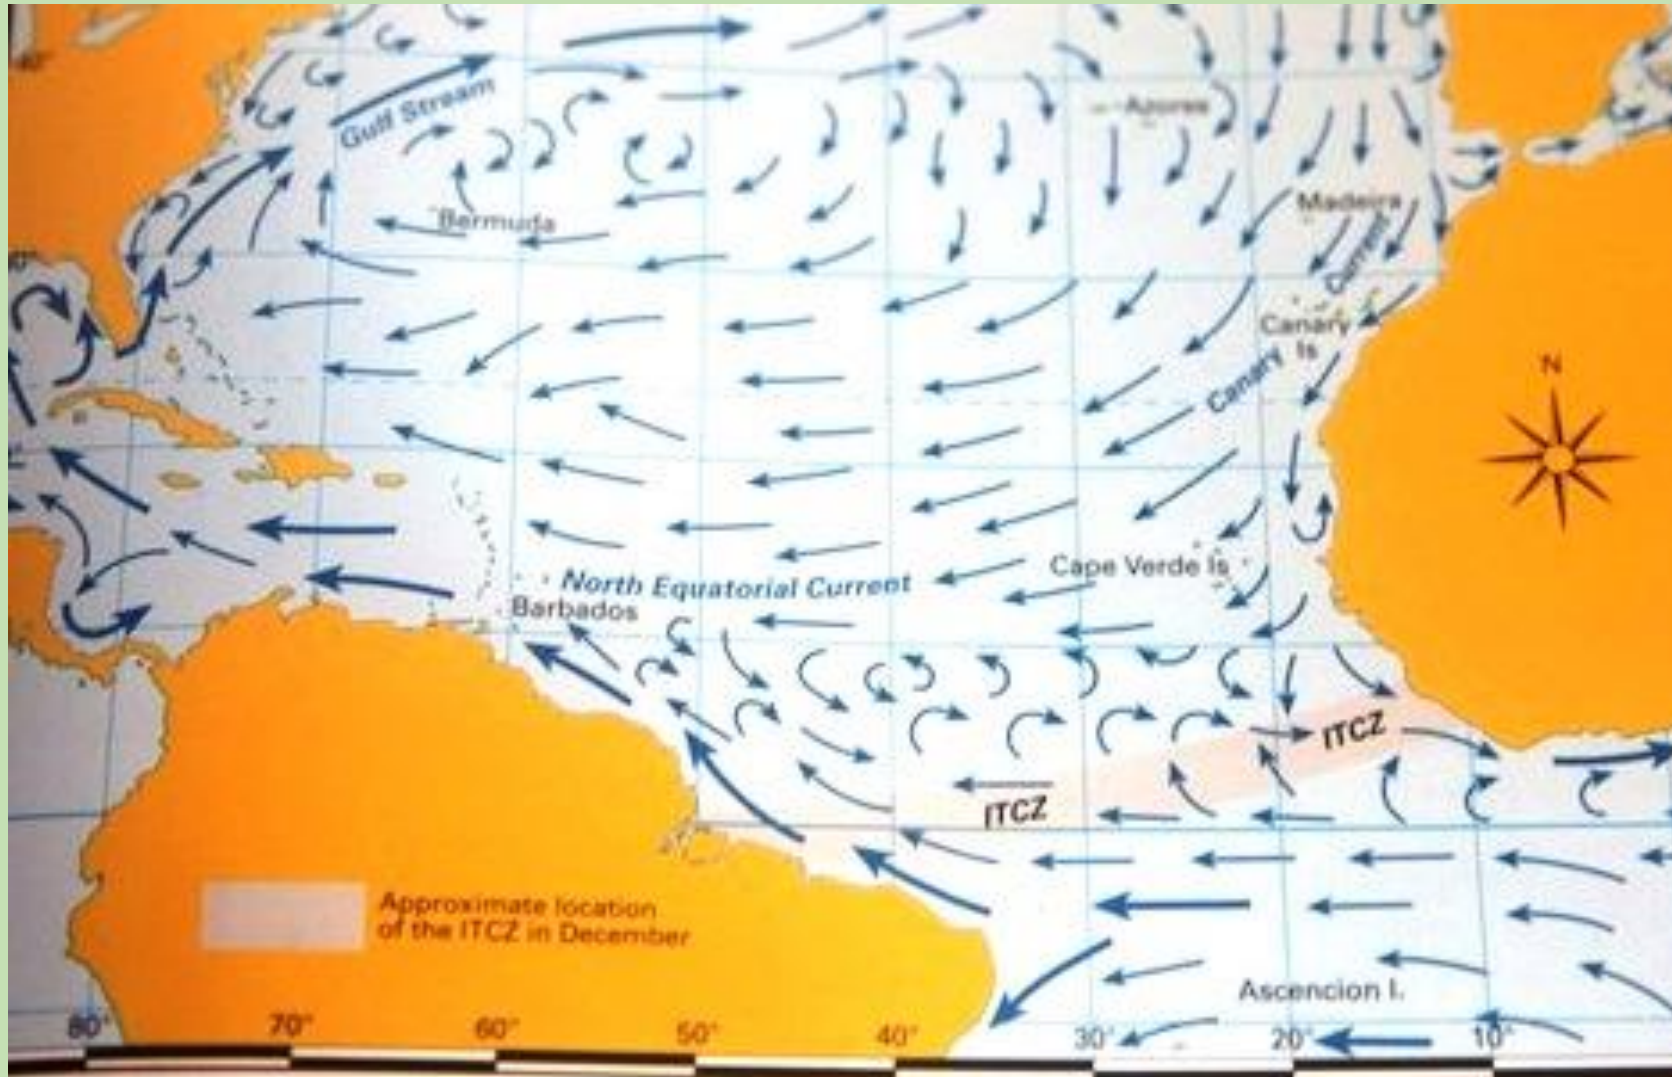 Gulf Stream
Azores
Madeira
Bermuda
Current
Canary
Is
Canary
N
Cape Verde Is
North Equatorial Current
Barbados
ITCZ
ITCZ
Approximate location
of the ITCZ in December
Ascencion I.
80° 70° 60° 50° 40° 30° 20° 10°